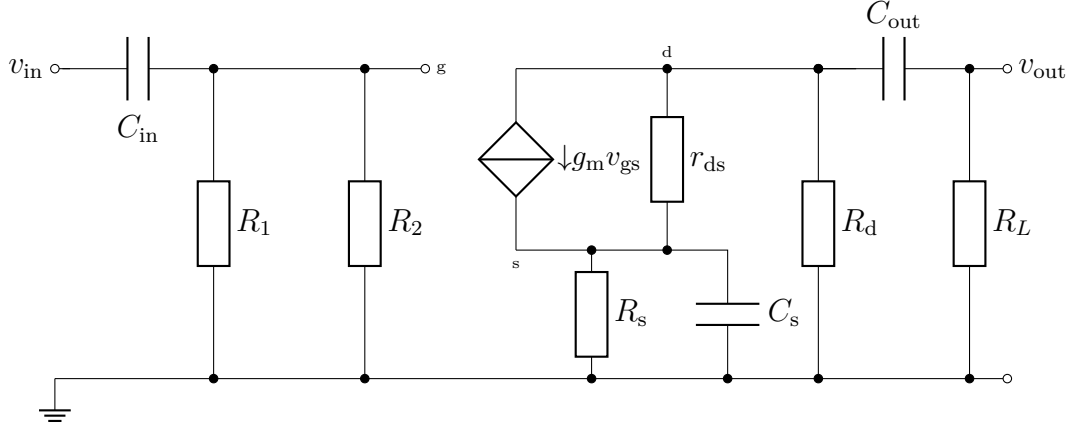 C_out
v_in
g
d
v_out
C_in
↓g_m v_gs
r_ds
R_1
R_2
R_d
R_L
s
R_s
C_s